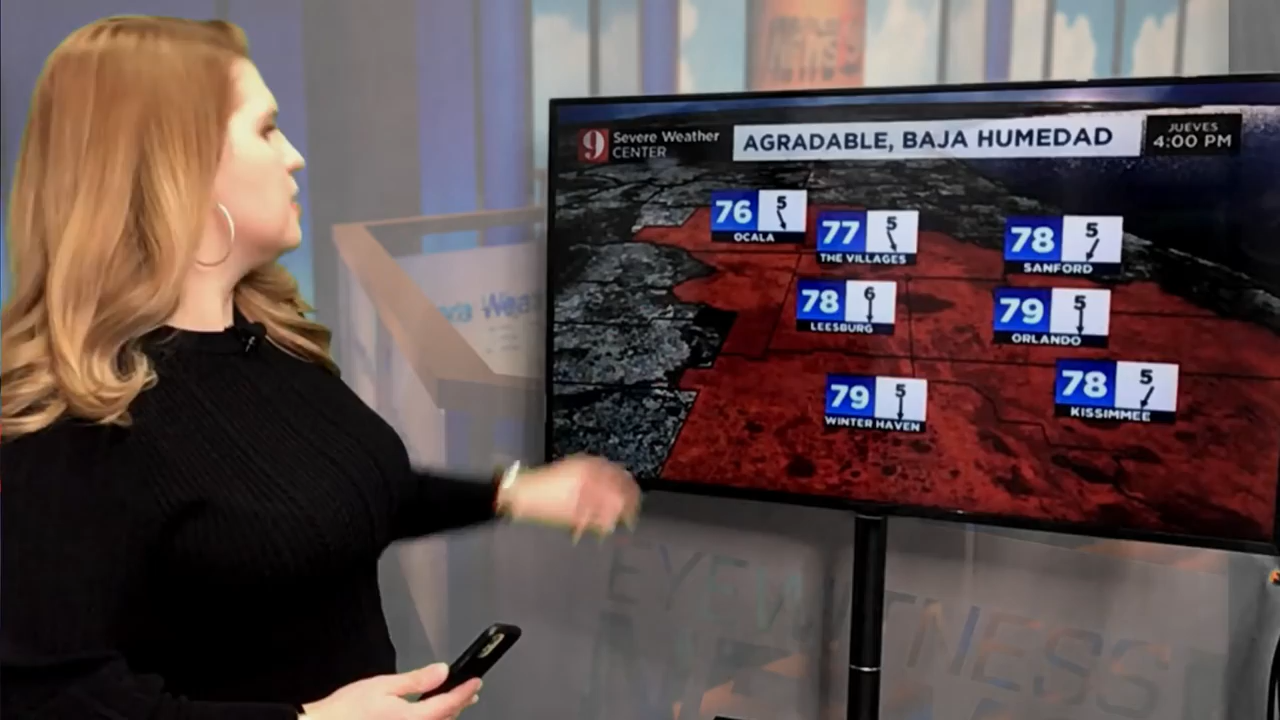 9 Severe Weather CENTER
AGRADABLE, BAJA HUMEDAD
JUEVES
4:00 PM
76 5
OCALA
77 5
THE VILLAGES
78 5
SANFORD
78 6
LEESBURG
79 5
ORLANDO
79 5
WINTER HAVEN
78 5
KISSIMMEE
EYEWITNESS